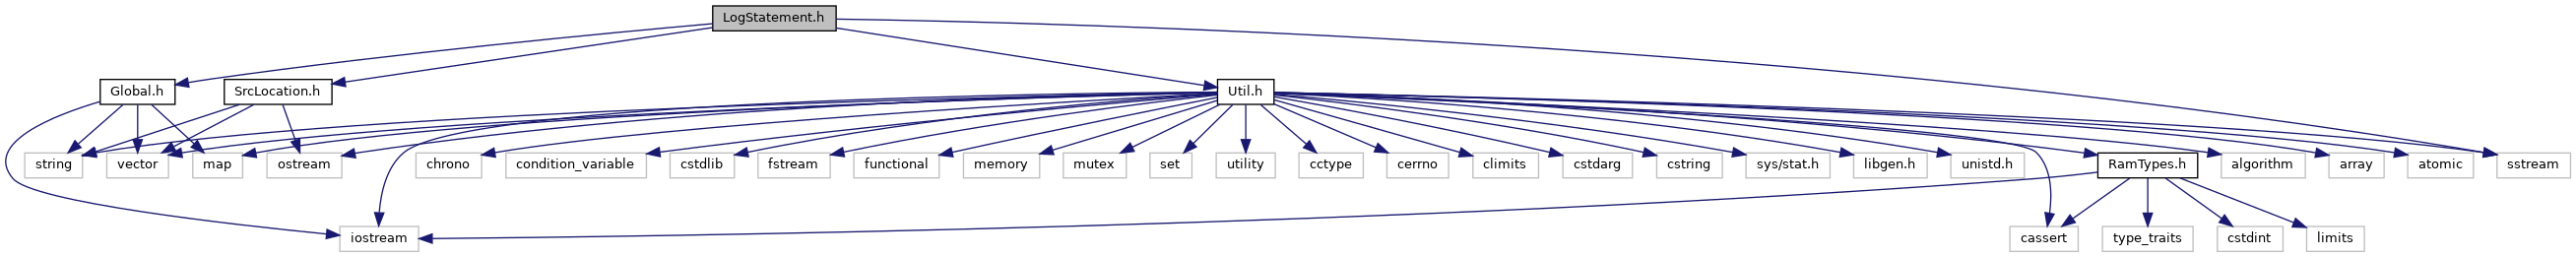 LogStatement.h
Global.h
SrcLocation.h
Util.h
string
vector
map
ostream
chrono
condition_variable
cstdlib
fstream
functional
memory
mutex
set
utility
cctype
cerrno
climits
cstdarg
cstring
sys/stat.h
libgen.h
unistd.h
RamTypes.h
algorithm
array
atomic
sstream
iostream
cassert
type_traits
cstdint
limits